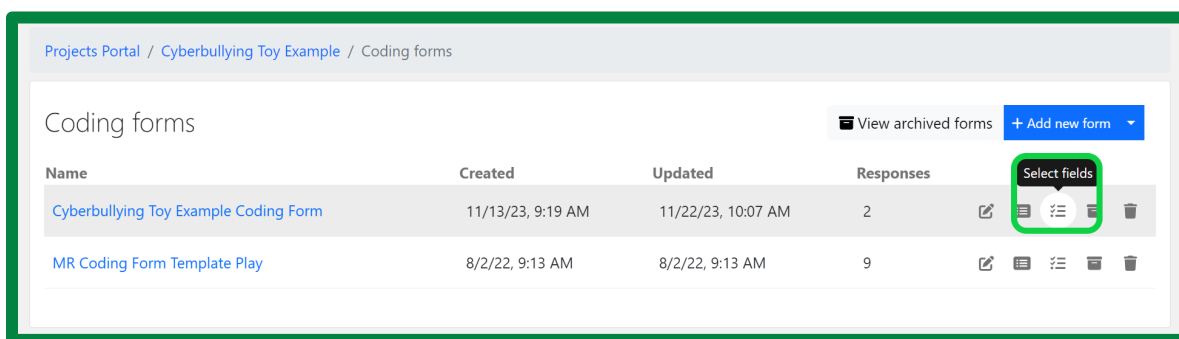 Projects Portal / Cyberbullying Toy Example / Coding forms
Coding forms
View archived forms
+ Add new form
Select fields
Name Created Updated Responses
Cyberbullying Toy Example Coding Form 11/13/23, 9:19 AM 11/22/23, 10:07 AM 2
MR Coding Form Template Play 8/2/22, 9:13 AM 8/2/22, 9:13 AM 9